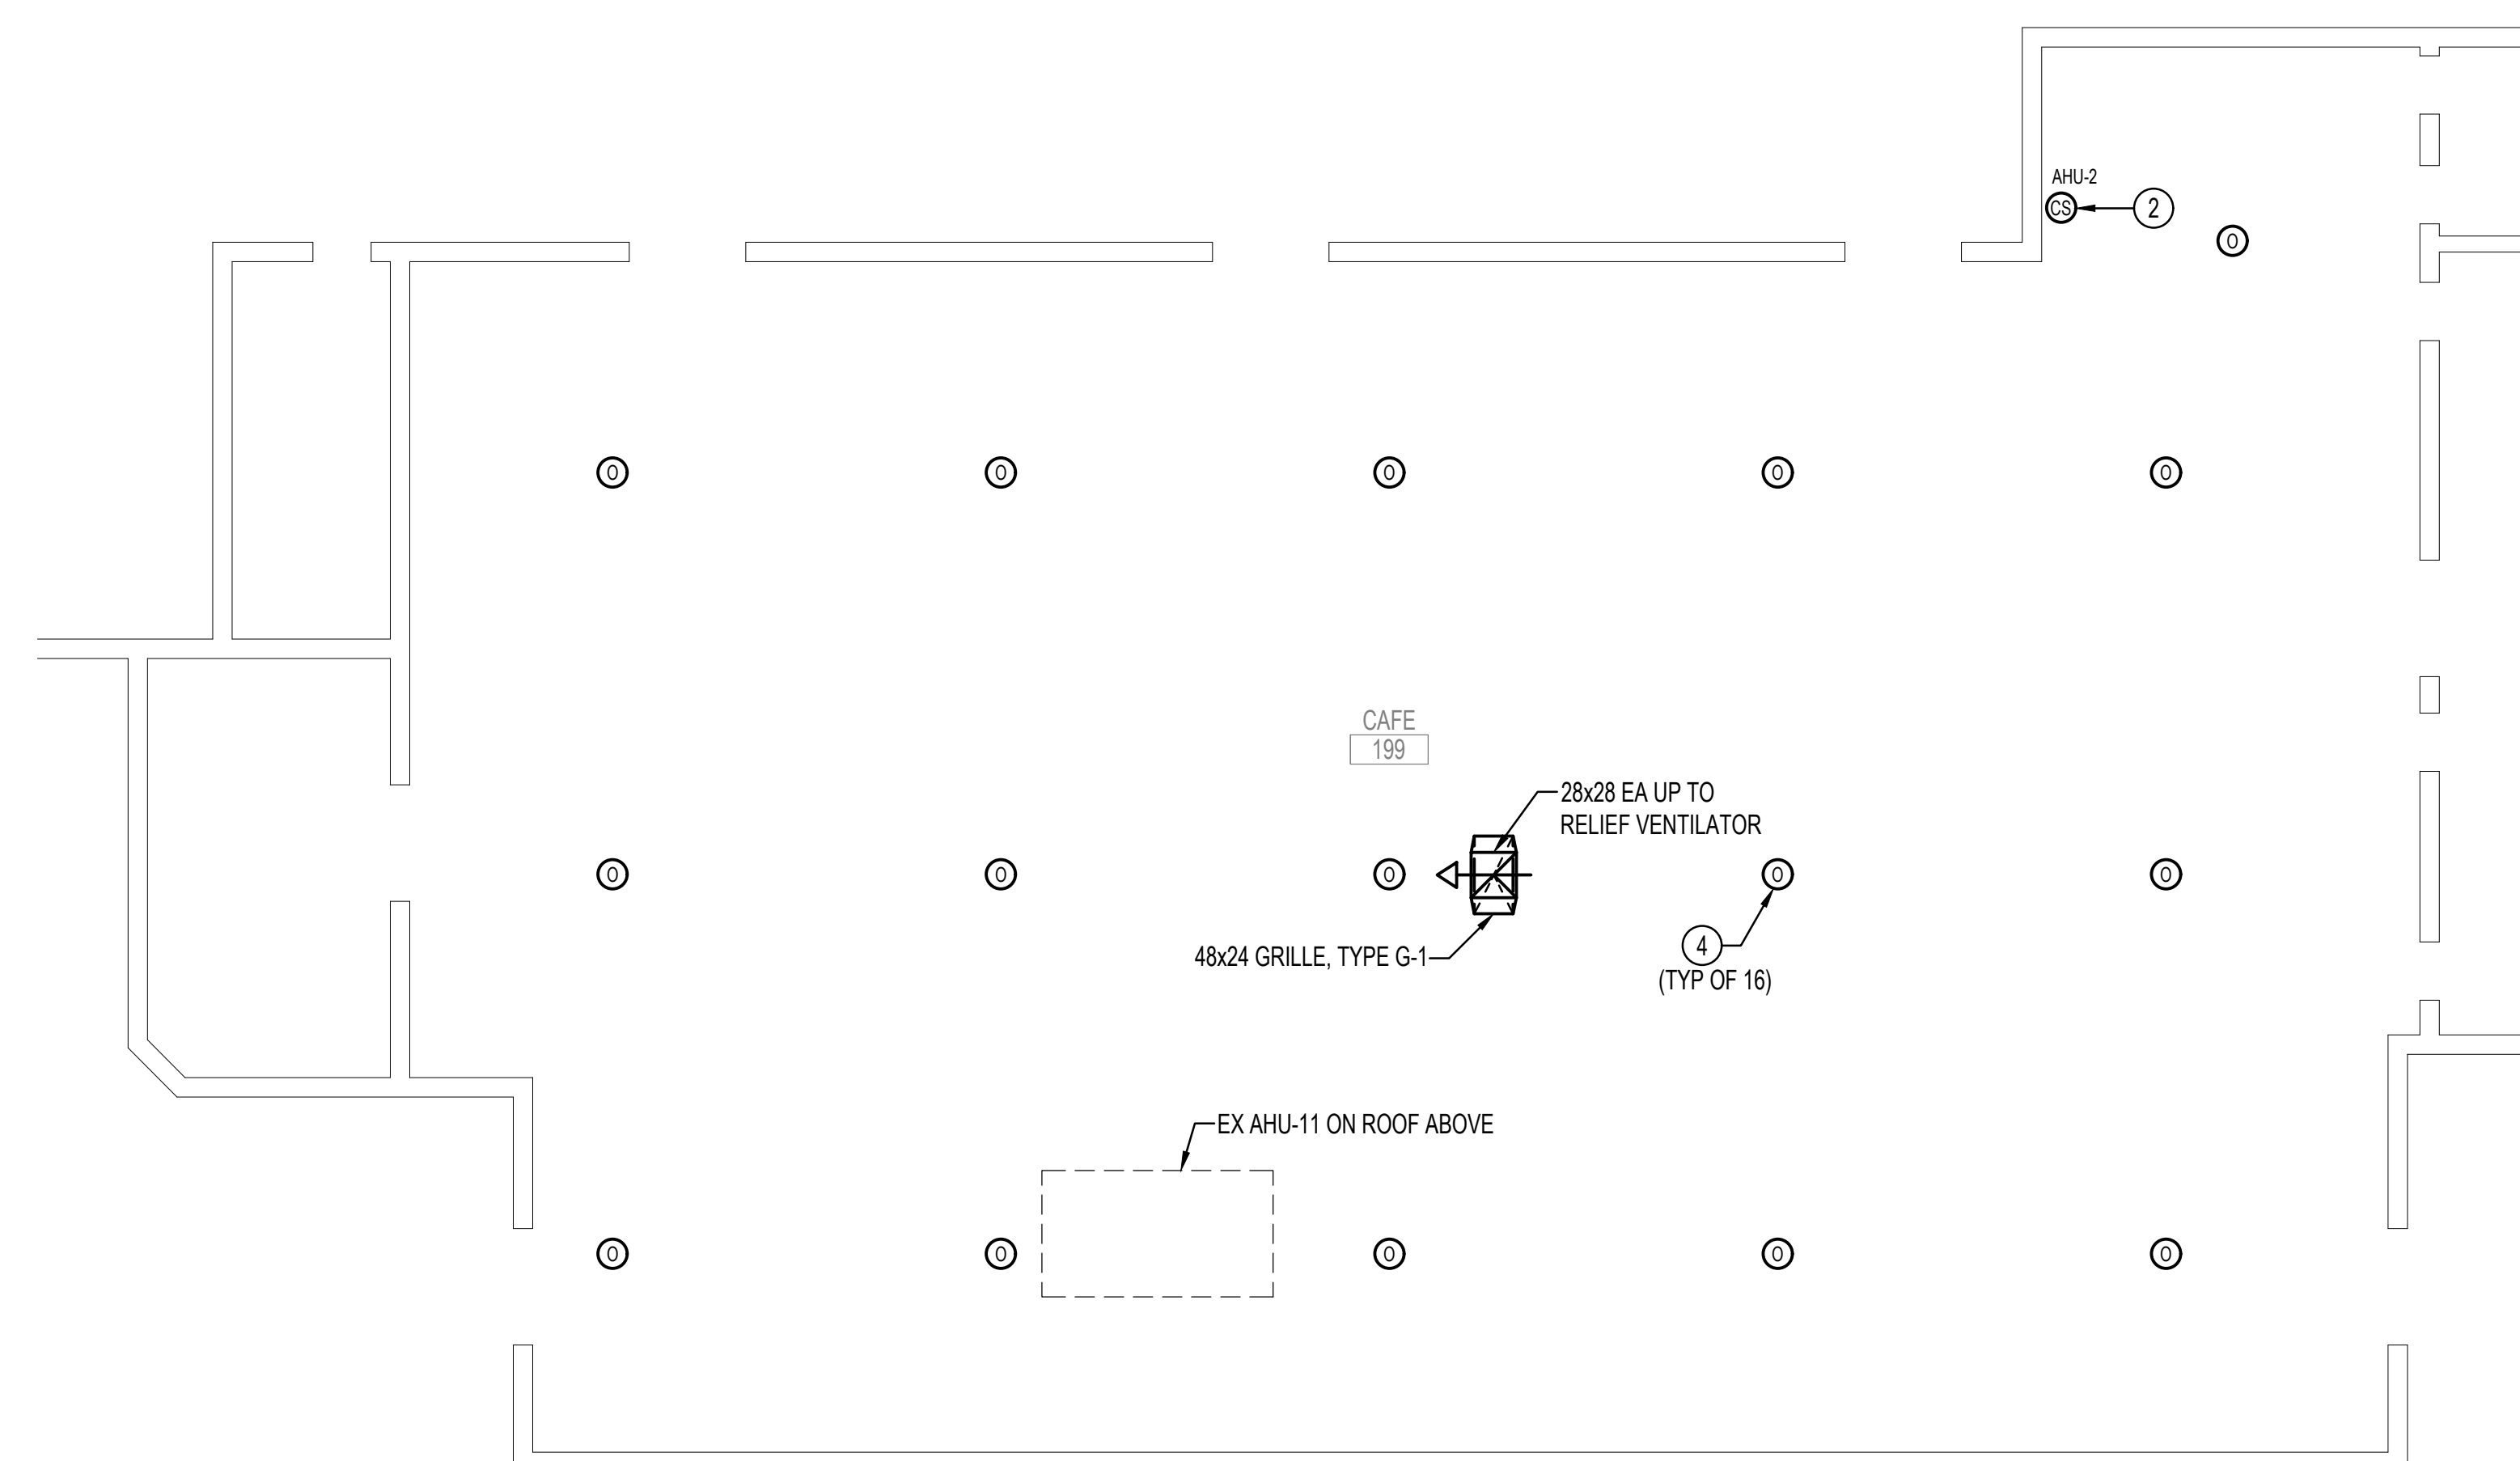 AHU-2
CS
2
O
O
O
O
O
O
CAFE
199
28x28 EA UP TO
RELIEF VENTILATOR
O
O
O
O
O
48x24 GRILLE, TYPE G-1
4
(TYP OF 16)
EX AHU-11 ON ROOF ABOVE
O
O
O
O
O